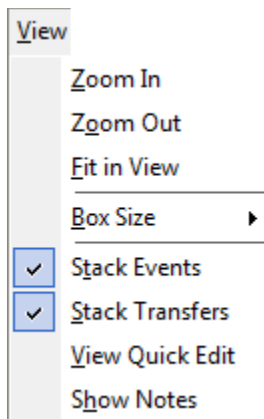 View
Zoom In
Zoom Out
Fit in View
Box Size
Stack Events
Stack Transfers
View Quick Edit
Show Notes